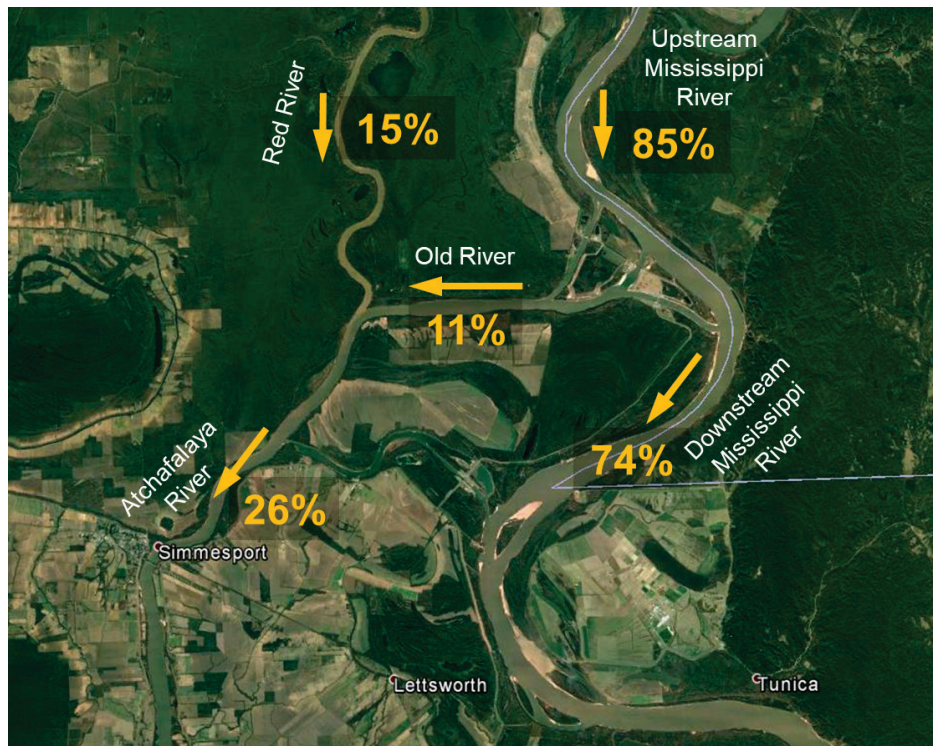 Upstream
Mississippi
River
85%
Red River
15%
Old River
11%
Downstream
Mississippi
River
74%
Atchafalaya
River
26%
Simmesport
Lettsworth
Tunica